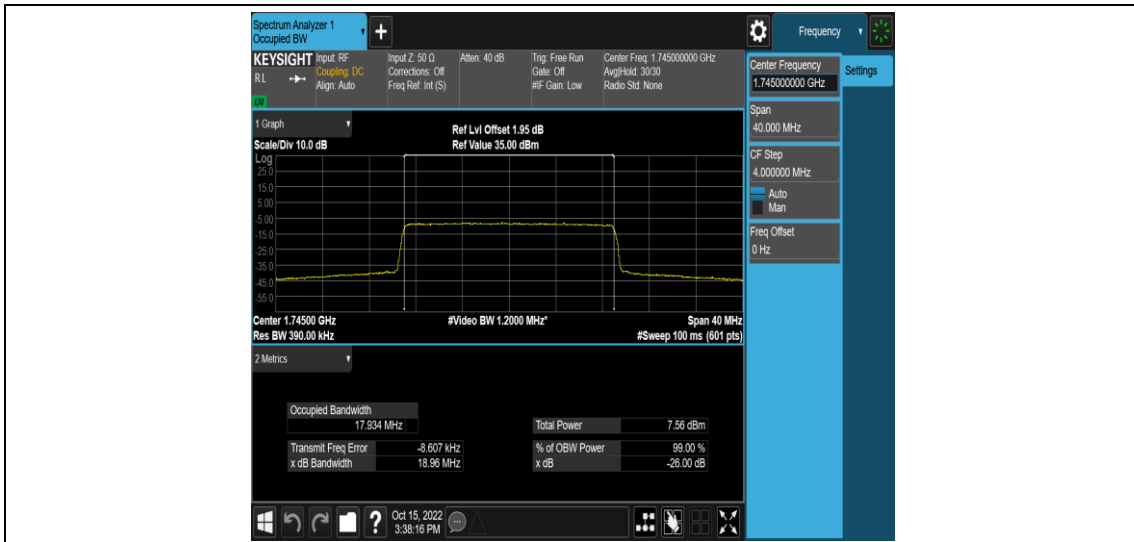 Spectrum Analyzer 1
Occupied BW
+
Frequency
KEYSIGHT Input: RF Input Z: 50 Ω Atten: 40 dB Trig: Free Run Center Freq: 1.745000000 GHz
RL Coupling: DC Corrections: Off Gate: Off Avg|Hold: 30/30
Align: Auto Freq Ref: Int (S) #IF Gain: Low Radio Std: None
LXI
Center Frequency
1.745000000 GHz
Settings
Span
40.000 MHz
CF Step
4.000000 MHz
Auto
Man
Freq Offset
0 Hz
1 Graph
Ref Lvl Offset 1.95 dB
Scale/Div 10.0 dB Ref Value 35.00 dBm
Log
25.0
15.0
5.00
-5.00
-15.0
-25.0
-35.0
-45.0
-55.0
Center 1.74500 GHz #Video BW 1.2000 MHz* Span 40 MHz
Res BW 390.00 kHz #Sweep 100 ms (601 pts)
2 Metrics
Occupied Bandwidth
17.934 MHz Total Power 7.56 dBm
Transmit Freq Error -8.607 kHz % of OBW Power 99.00 %
x dB Bandwidth 18.96 MHz x dB -26.00 dB
? Oct 15, 2022
3:38:16 PM